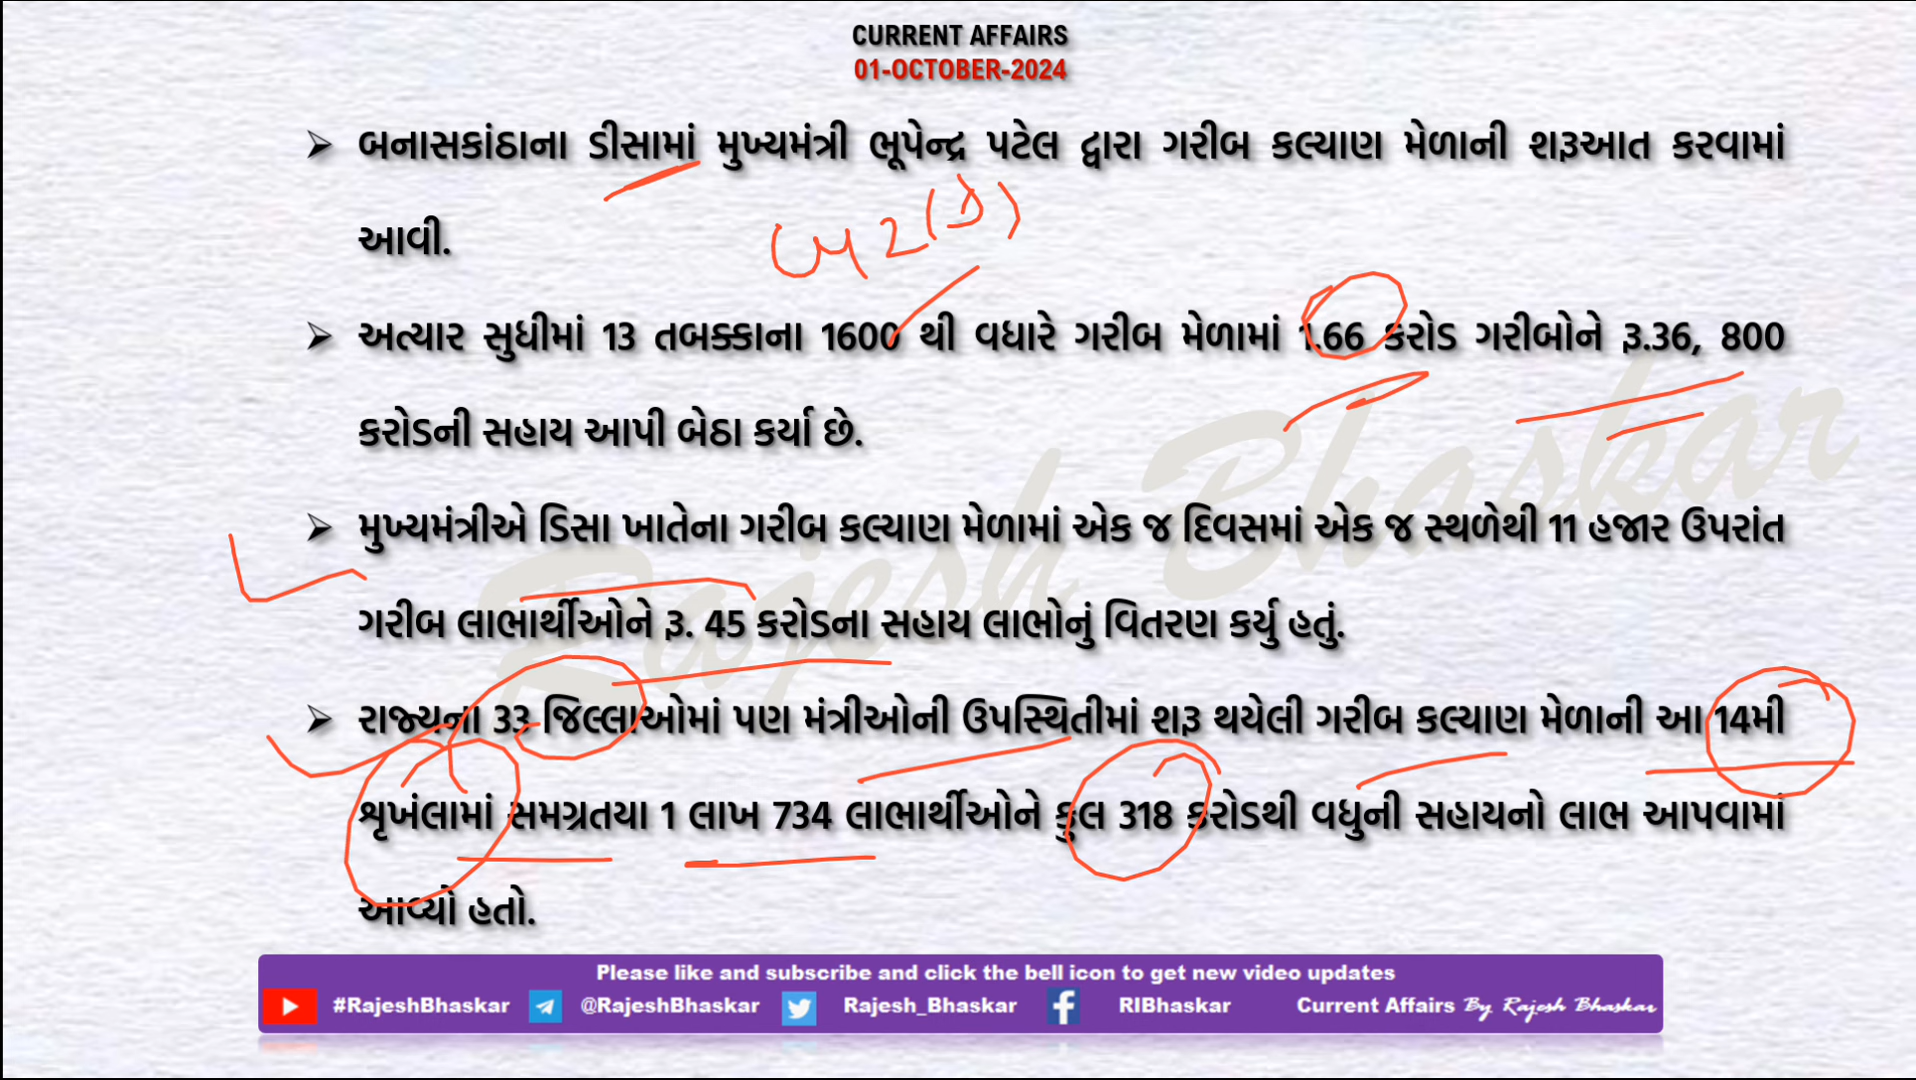 CURRENT AFFAIRS
01-OCTOBER-2024
➢ બનાસકાંઠાના ડીસામાં મુખ્યમંત્રી ભૂપેન્દ્ર પટેલ દ્વારા ગરીબ કલ્યાણ મેળાની શરૂઆત કરવામાં
આવી.
➢ અત્યાર સુધીમાં 13 તબક્કાના 1600 થી વધારે ગરીબ મેળામાં 1.66 કરોડ ગરીબોને રૂ.36, 800
કરોડની સહાય આપી બેઠા કર્યા છે.
➢ મુખ્યમંત્રીએ ડિસા ખાતેના ગરીબ કલ્યાણ મેળામાં એક જ દિવસમાં એક જ સ્થળેથી 11 હજાર ઉપરાંત
ગરીબ લાભાર્થીઓને રૂ. 45 કરોડના સહાય લાભોનું વિતરણ કર્યુ હતું.
➢ રાજ્યના 33 જિલ્લાઓમાં પણ મંત્રીઓની ઉપસ્થિતીમાં શરૂ થયેલી ગરીબ કલ્યાણ મેળાની આ 14મી
શૃખંલામાં સમગ્રતયા 1 લાખ 734 લાભાર્થીઓને કુલ 318 કરોડથી વધુની સહાયનો લાભ આપવામાં
આવ્યો હતો.
Rajesh Bhaskar
Please like and subscribe and click the bell icon to get new video updates
#RajeshBhaskar @RajeshBhaskar Rajesh_Bhaskar RIBhaskar Current Affairs By Rajesh Bhaskar